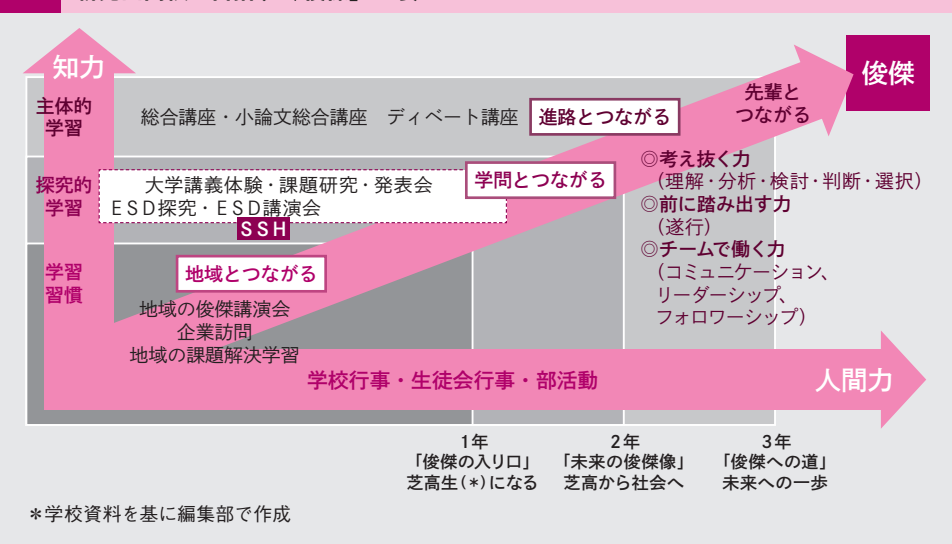 知力
俊傑
主体的
学習
総合講座・小論文総合講座　ディベート講座
進路とつながる
先輩と
つながる
探究的
学習
大学講義体験・課題研究・発表会
ＥＳＤ探究・ＥＳＤ講演会
SSH
学問とつながる
◎考え抜く力
（理解・分析・検討・判断・選択）
◎前に踏み出す力
（遂行）
◎チームで働く力
（コミュニケーション、
リーダーシップ、
フォロワーシップ）
学習
習慣
地域とつながる
地域の俊傑講演会
企業訪問
地域の課題解決学習
学校行事・生徒会行事・部活動
人間力
1年
「俊傑の入り口」
芝高生(*)になる
2年
「未来の俊傑像」
芝高から社会へ
3年
「俊傑への道」
未来への一歩
＊学校資料を基に編集部で作成